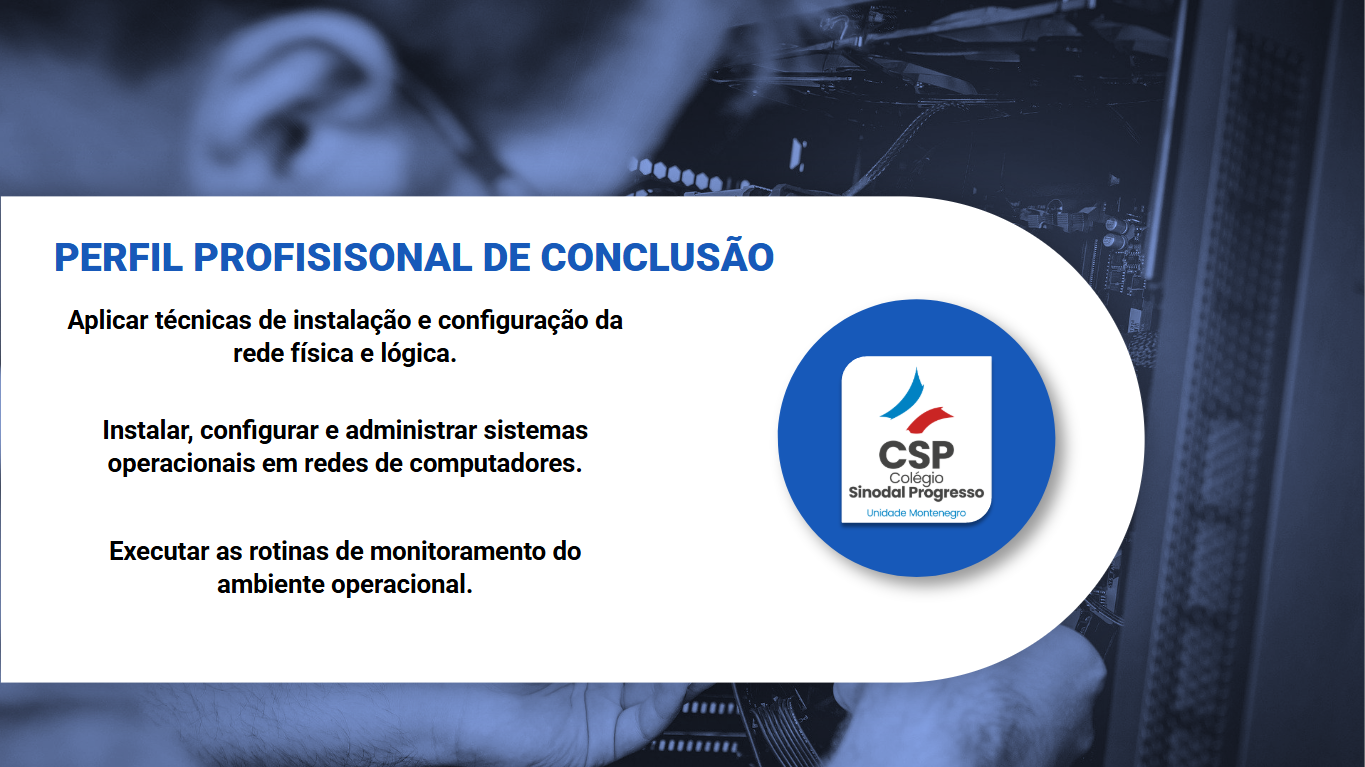 PERFIL PROFISISONAL DE CONCLUSÃO
Aplicar técnicas de instalação e configuração da
rede física e lógica.
Instalar, configurar e administrar sistemas
operacionais em redes de computadores.
Executar as rotinas de monitoramento do
ambiente operacional.
CSP
Colégio
Sinodal Progresso
Unidade Montenegro